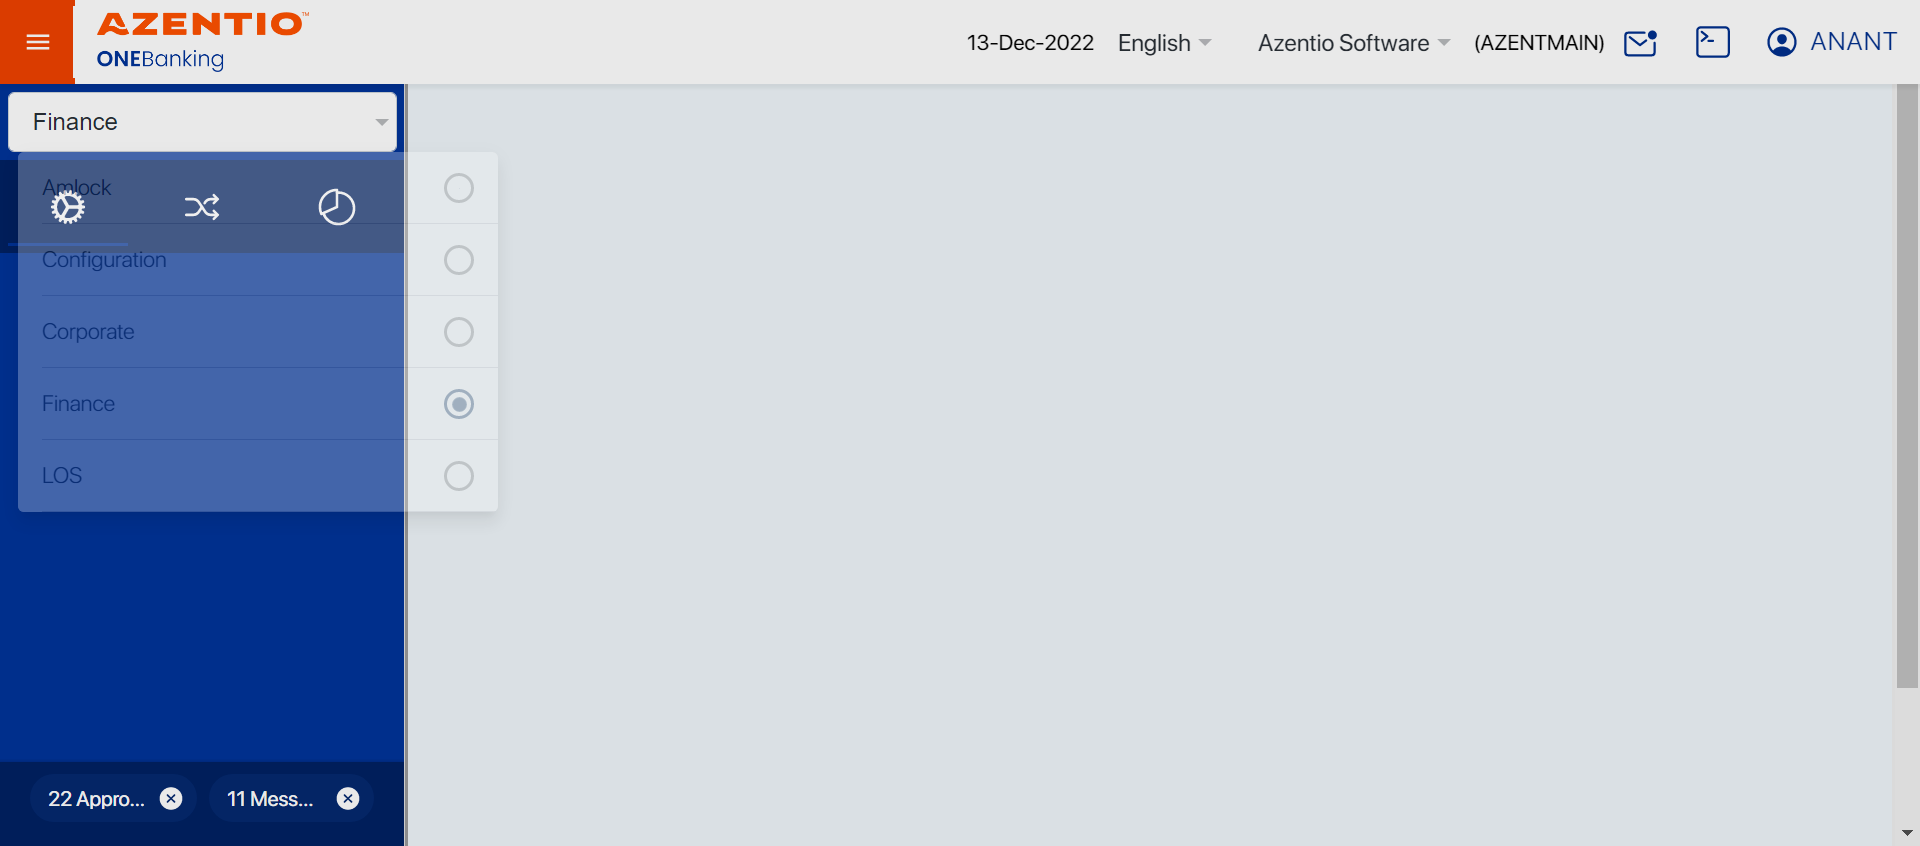 AZENTIO™
ONEBanking
13-Dec-2022 English Azentio Software (AZENTMAIN) ANANT
Finance
Amlock
Configuration
Corporate
Finance
LOS
22 Appro... 11 Mess...